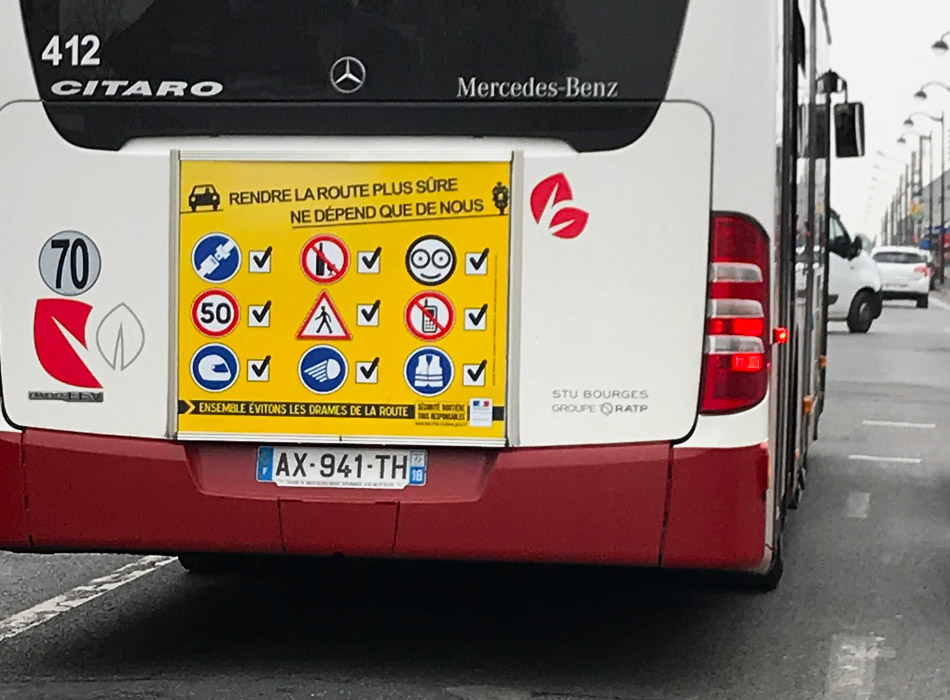 412
CITARO
Mercedes-Benz
RENDRE LA ROUTE PLUS SÛRE
NE DÉPEND QUE DE NOUS
70
50
ENSEMBLE ÉVITONS LES DRAMES DE LA ROUTE
SÉCURITÉ ROUTIÈRE
TOUS RESPONSABLES
STU BOURGES
GROUPE RATP
F
AX-941-TH
18